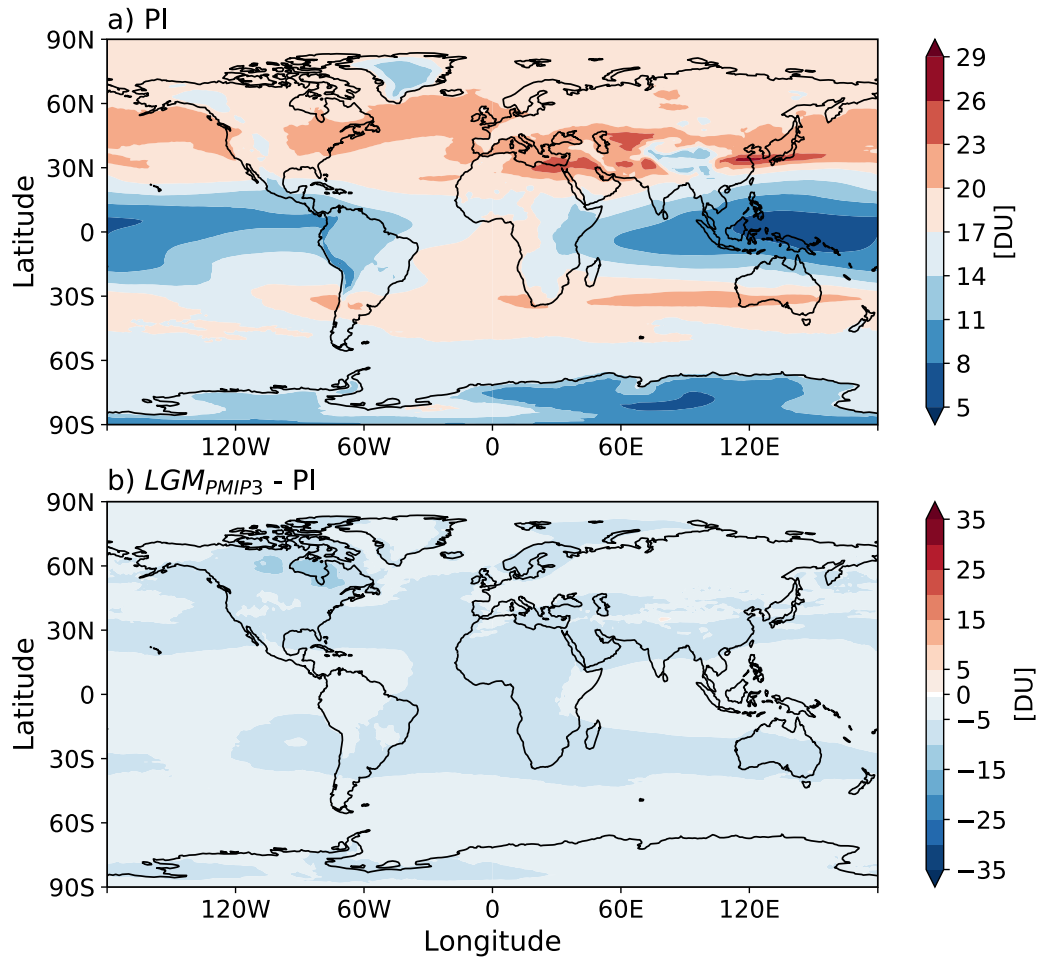 a) PI
90N
60N
30N
0
30S
60S
90S
Latitude
120W
60W
0
60E
120E
29
26
23
20
17
14
11
8
5
[DU]
b) LGM_PMIP3 - PI
90N
60N
30N
0
30S
60S
90S
Latitude
120W
60W
0
60E
120E
Longitude
35
25
15
5
0
−5
−15
−25
−35
[DU]